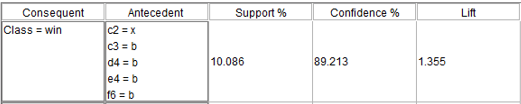 Consequent Antecedent Support % Confidence % Lift
Class = win
c2 = x
c3 = b
d4 = b
e4 = b
f6 = b
10.086 89.213 1.355